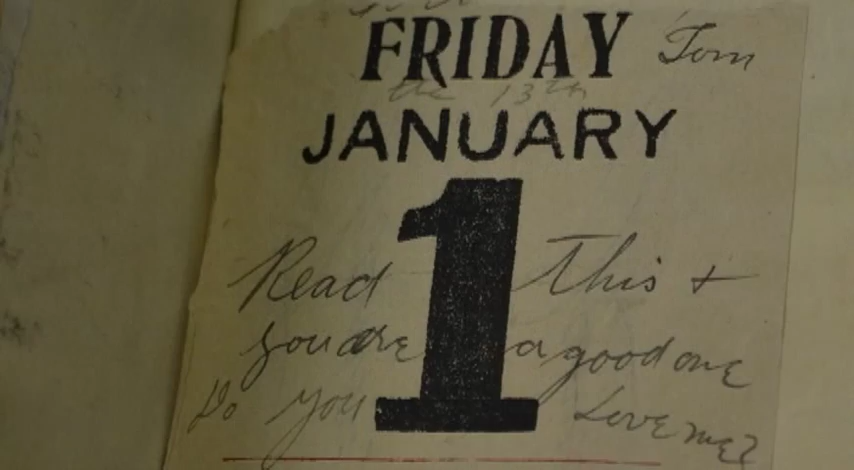 FRIDAY Tom
the 13th
JANUARY
1
Read This +
you are a good one
Do you Love me?